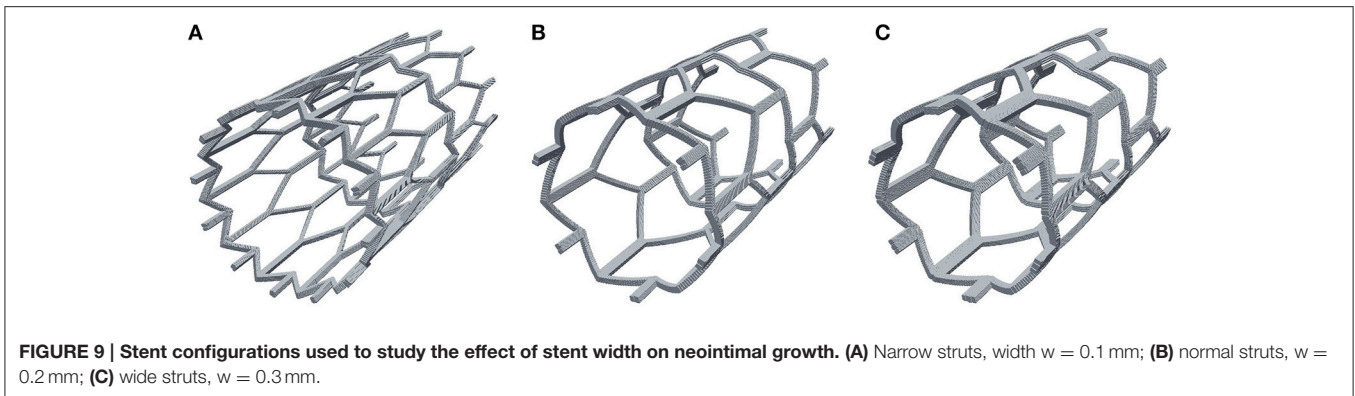 A
B
C
FIGURE 9 | Stent configurations used to study the effect of stent width on neointimal growth. (A) Narrow struts, width w = 0.1 mm; (B) normal struts, w =
0.2 mm; (C) wide struts, w = 0.3 mm.